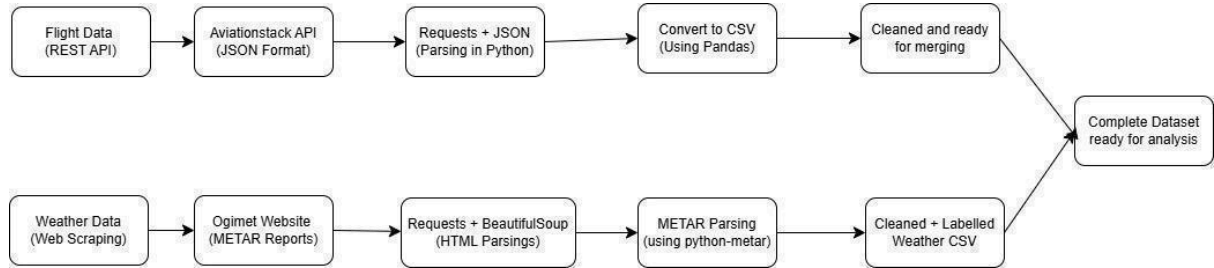 Flight Data
(REST API)
Aviationstack API
(JSON Format)
Requests + JSON
(Parsing in Python)
Convert to CSV
(Using Pandas)
Cleaned and ready
for merging
Complete Dataset
ready for analysis
Weather Data
(Web Scraping)
Ogimet Website
(METAR Reports)
Requests + BeautifulSoup
(HTML Parsings)
METAR Parsing
(using python-metar)
Cleaned + Labelled
Weather CSV